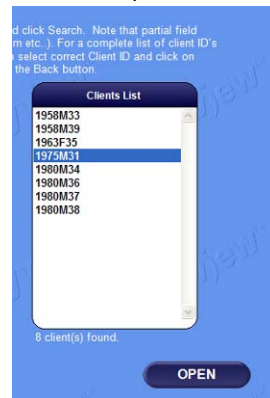 d click Search. Note that partial field
m etc..). For a complete list of client ID's
select correct Client ID and click on
the Back button.
Clients List
1958M33
1958M39
1963F35
1975M31
1980M34
1980M36
1980M37
1980M38
8 client(s) found.
OPEN